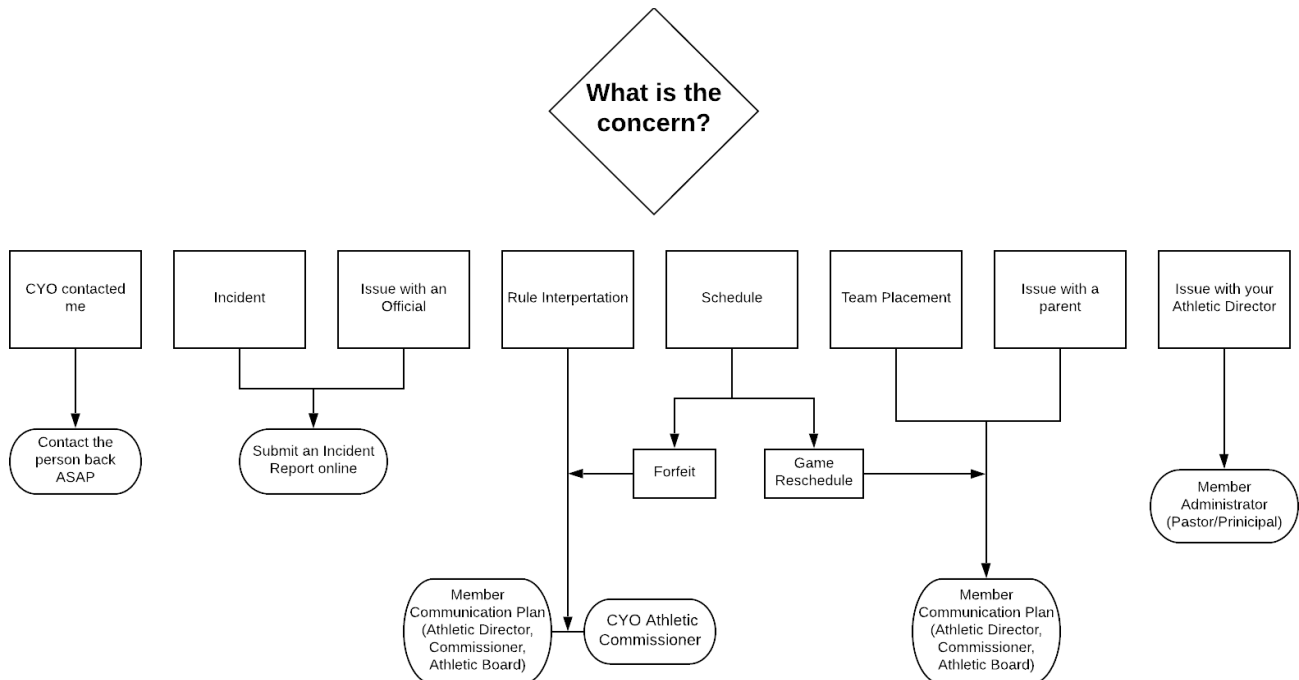 What is the
concern?
CYO contacted
me
Incident
Issue with an
Official
Rule Interpertation
Schedule
Team Placement
Issue with a
parent
Issue with your
Athletic Director
Contact the
person back
ASAP
Submit an Incident
Report online
Forfeit
Game
Reschedule
Member
Administrator
(Pastor/Prinicipal)
Member
Communication Plan
(Athletic Director,
Commissioner,
Athletic Board)
CYO Athletic
Commissioner
Member
Communication Plan
(Athletic Director,
Commissioner,
Athletic Board)